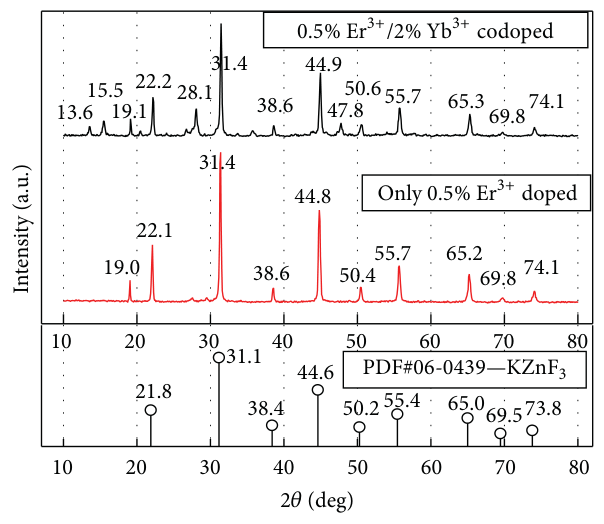 0.5% Er³⁺/2% Yb³⁺ codoped
13.6 15.5 19.1 22.2 28.1 31.4 38.6 44.9 47.8 50.6 55.7 65.3 69.8 74.1
Only 0.5% Er³⁺ doped
19.0 22.1 31.4 38.6 44.8 50.4 55.7 65.2 69.8 74.1
Intensity (a.u.)
10 20 30 40 50 60 70 80
PDF#06-0439—KZnF₃
21.8 31.1 38.4 44.6 50.2 55.4 65.0 69.5 73.8
10 20 30 40 50 60 70 80
2θ (deg)